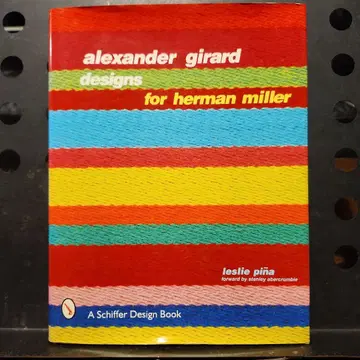 alexander girard
designs
for herman miller
leslie piña
forward by stanley abercrombie
A Schiffer Design Book